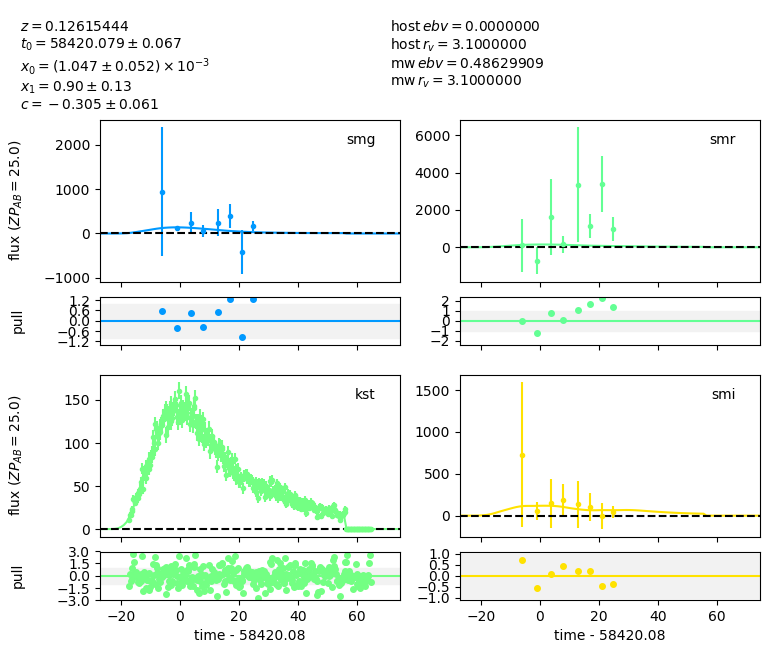 z = 0.12615444
t₀ = 58420.079 ± 0.067
x₀ = (1.047 ± 0.052) × 10⁻³
x₁ = 0.90 ± 0.13
c = −0.305 ± 0.061
host ebv = 0.0000000
host r_v = 3.1000000
mw ebv = 0.48629909
mw r_v = 3.1000000
flux (ZP_AB = 25.0)
2000
1000
0
−1000
smg
6000
4000
2000
0
smr
pull
1.2
0.6
0.0
−0.6
−1.2
2
1
0
−1
−2
flux (ZP_AB = 25.0)
150
100
50
0
kst
1500
1000
500
0
smi
pull
3.0
1.5
0.0
−1.5
−3.0
1.0
0.5
0.0
−0.5
−1.0
−20 0 20 40 60
−20 0 20 40 60
time - 58420.08
time - 58420.08